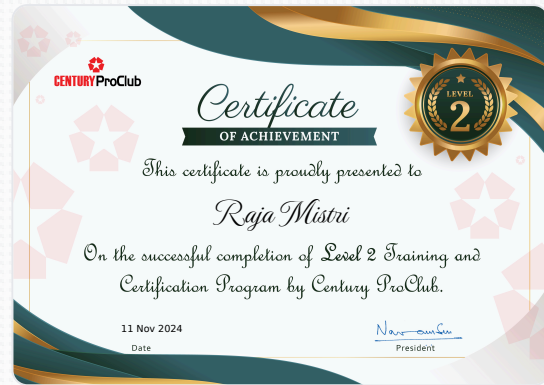 CENTURY ProClub
Certificate
OF ACHIEVEMENT
LEVEL
2
This certificate is proudly presented to
Raja Mistri
On the successful completion of Level 2 Training and
Certification Program by Century ProClub.
11 Nov 2024
Date
President